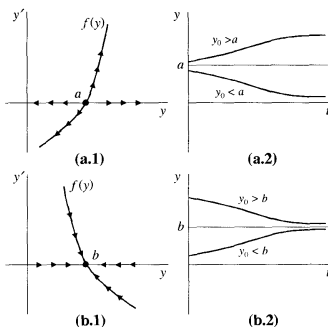 y′
f(y)
a
y
(a.1)
y
y₀ > a
a
y₀ < a
t
(a.2)
y′
f(y)
b
y
(b.1)
y
y₀ > b
b
y₀ < b
t
(b.2)